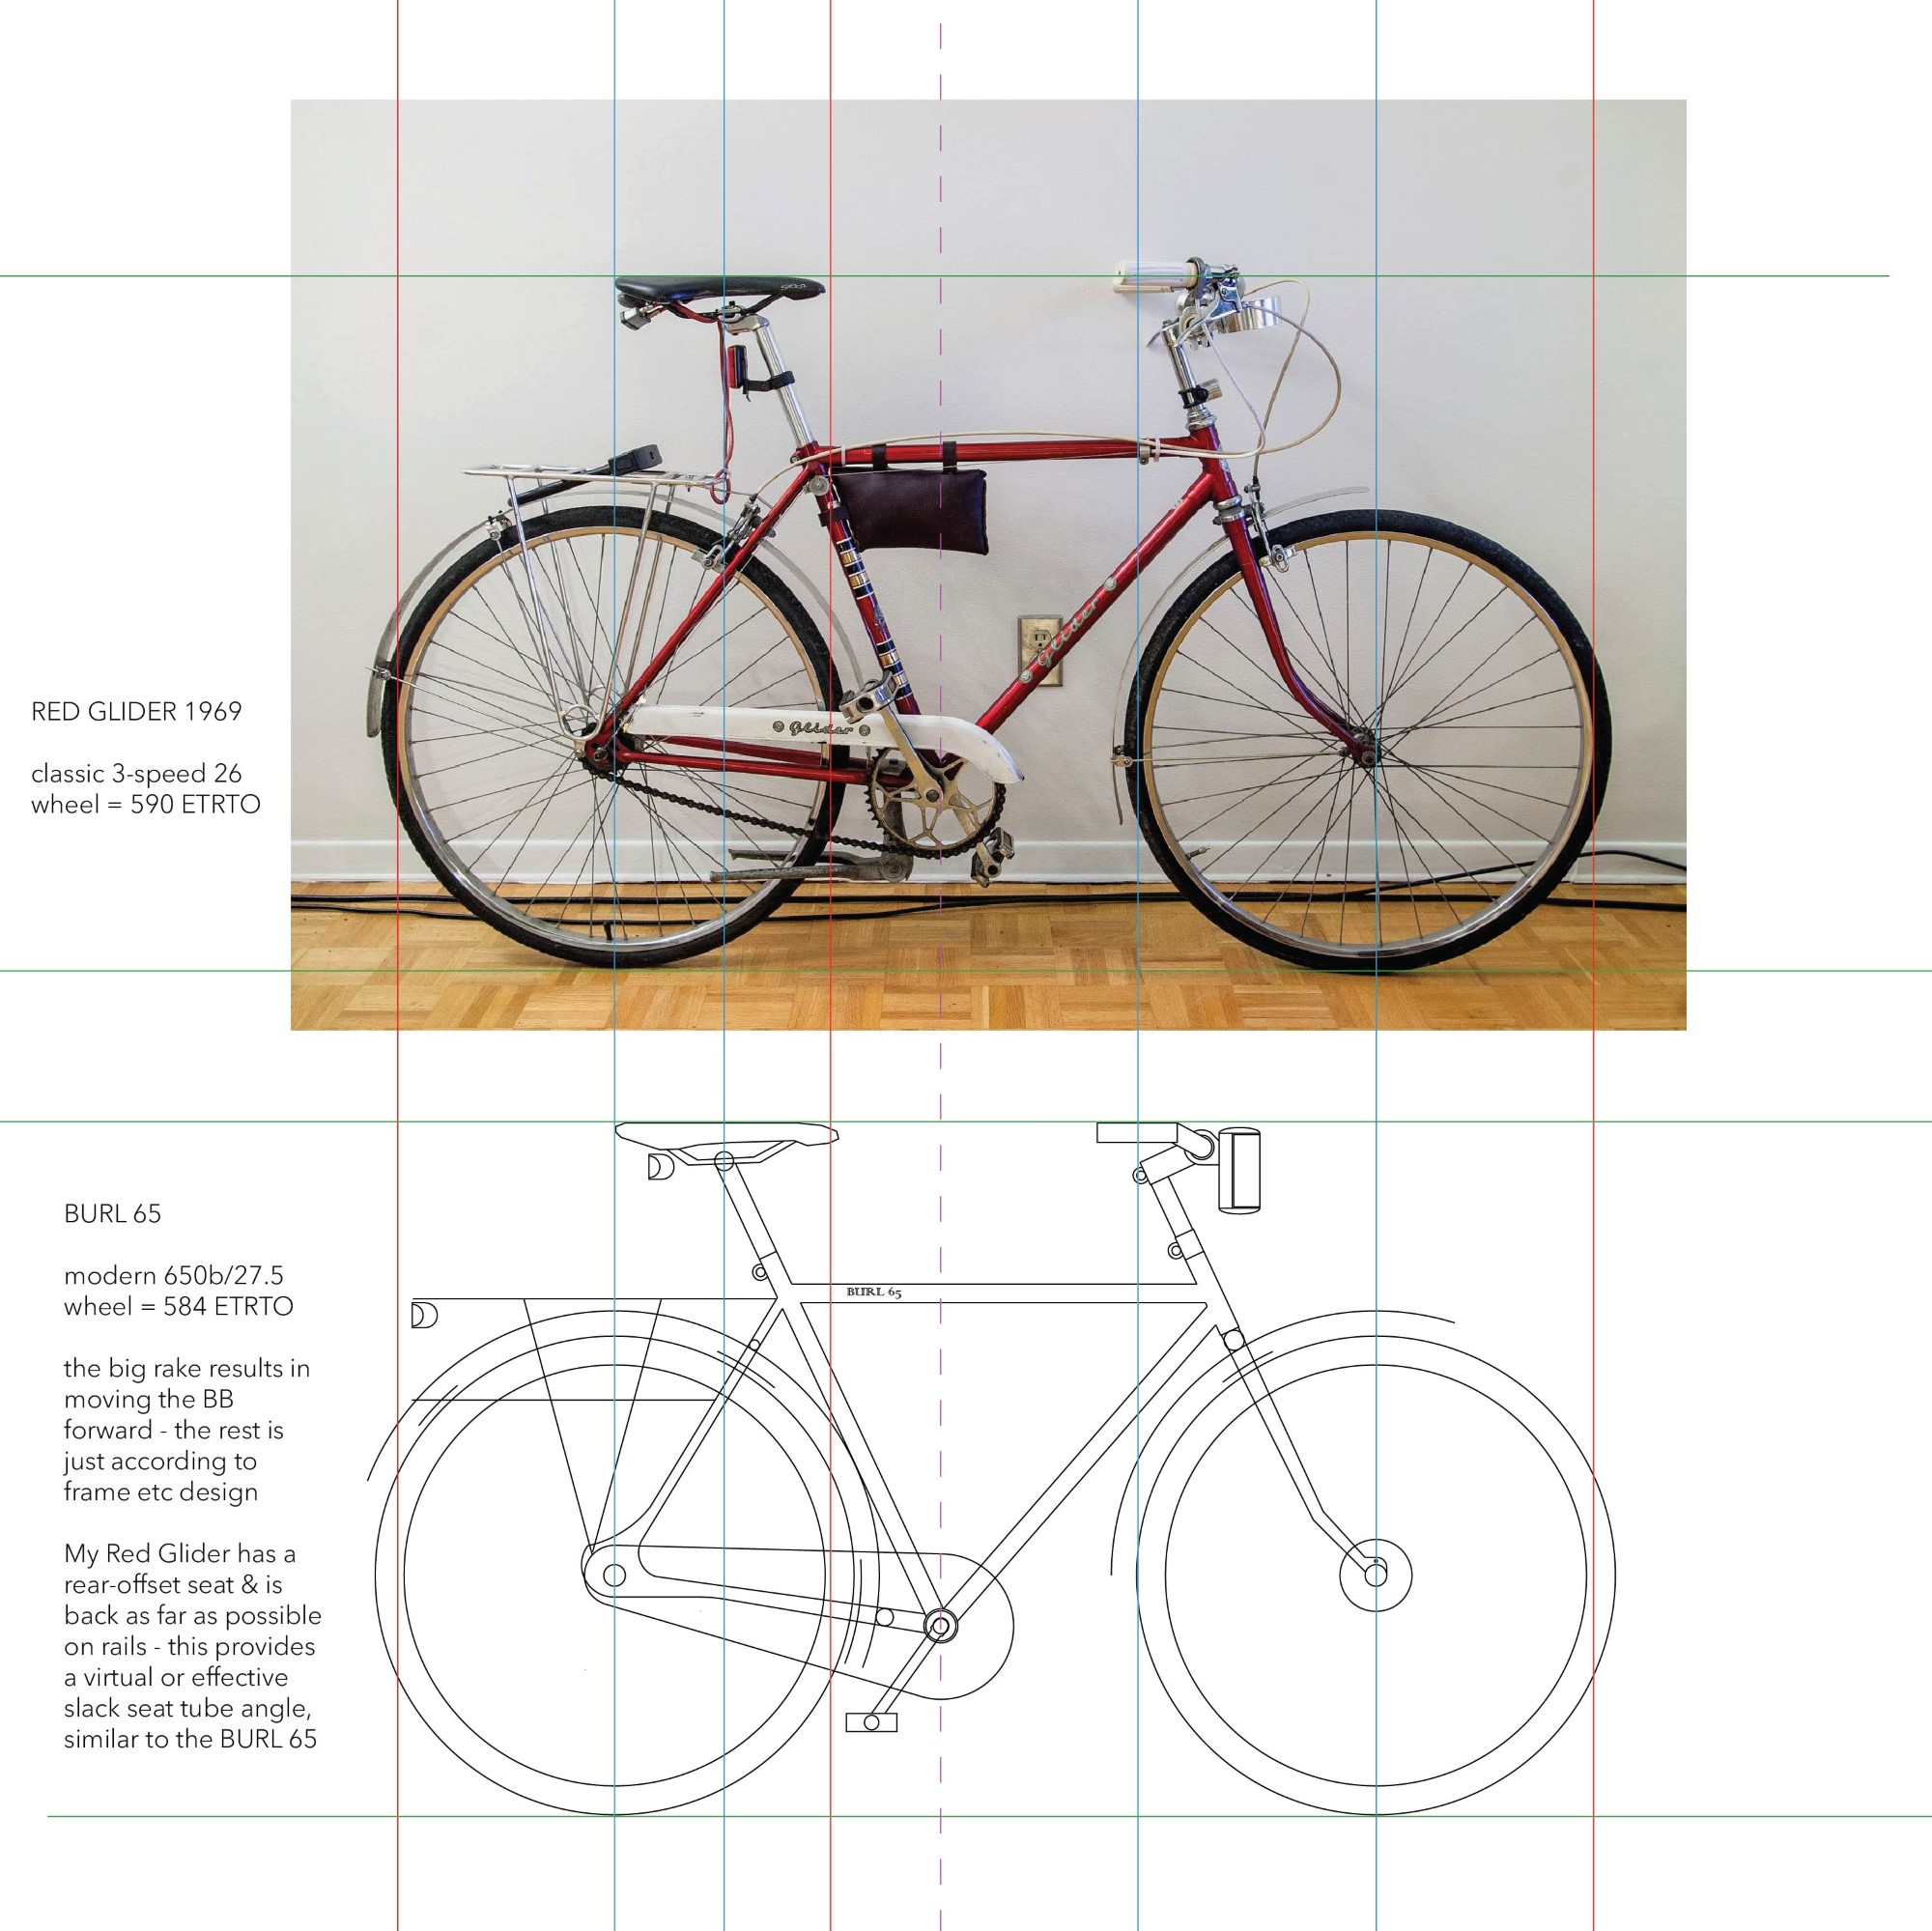 RED GLIDER 1969
classic 3-speed 26
wheel = 590 ETRTO
Glider
Glider
BURL 65
modern 650b/27.5
wheel = 584 ETRTO
the big rake results in
moving the BB
forward - the rest is
just according to
frame etc design
My Red Glider has a
rear-offset seat & is
back as far as possible
on rails - this provides
a virtual or effective
slack seat tube angle,
similar to the BURL 65
BURL 65